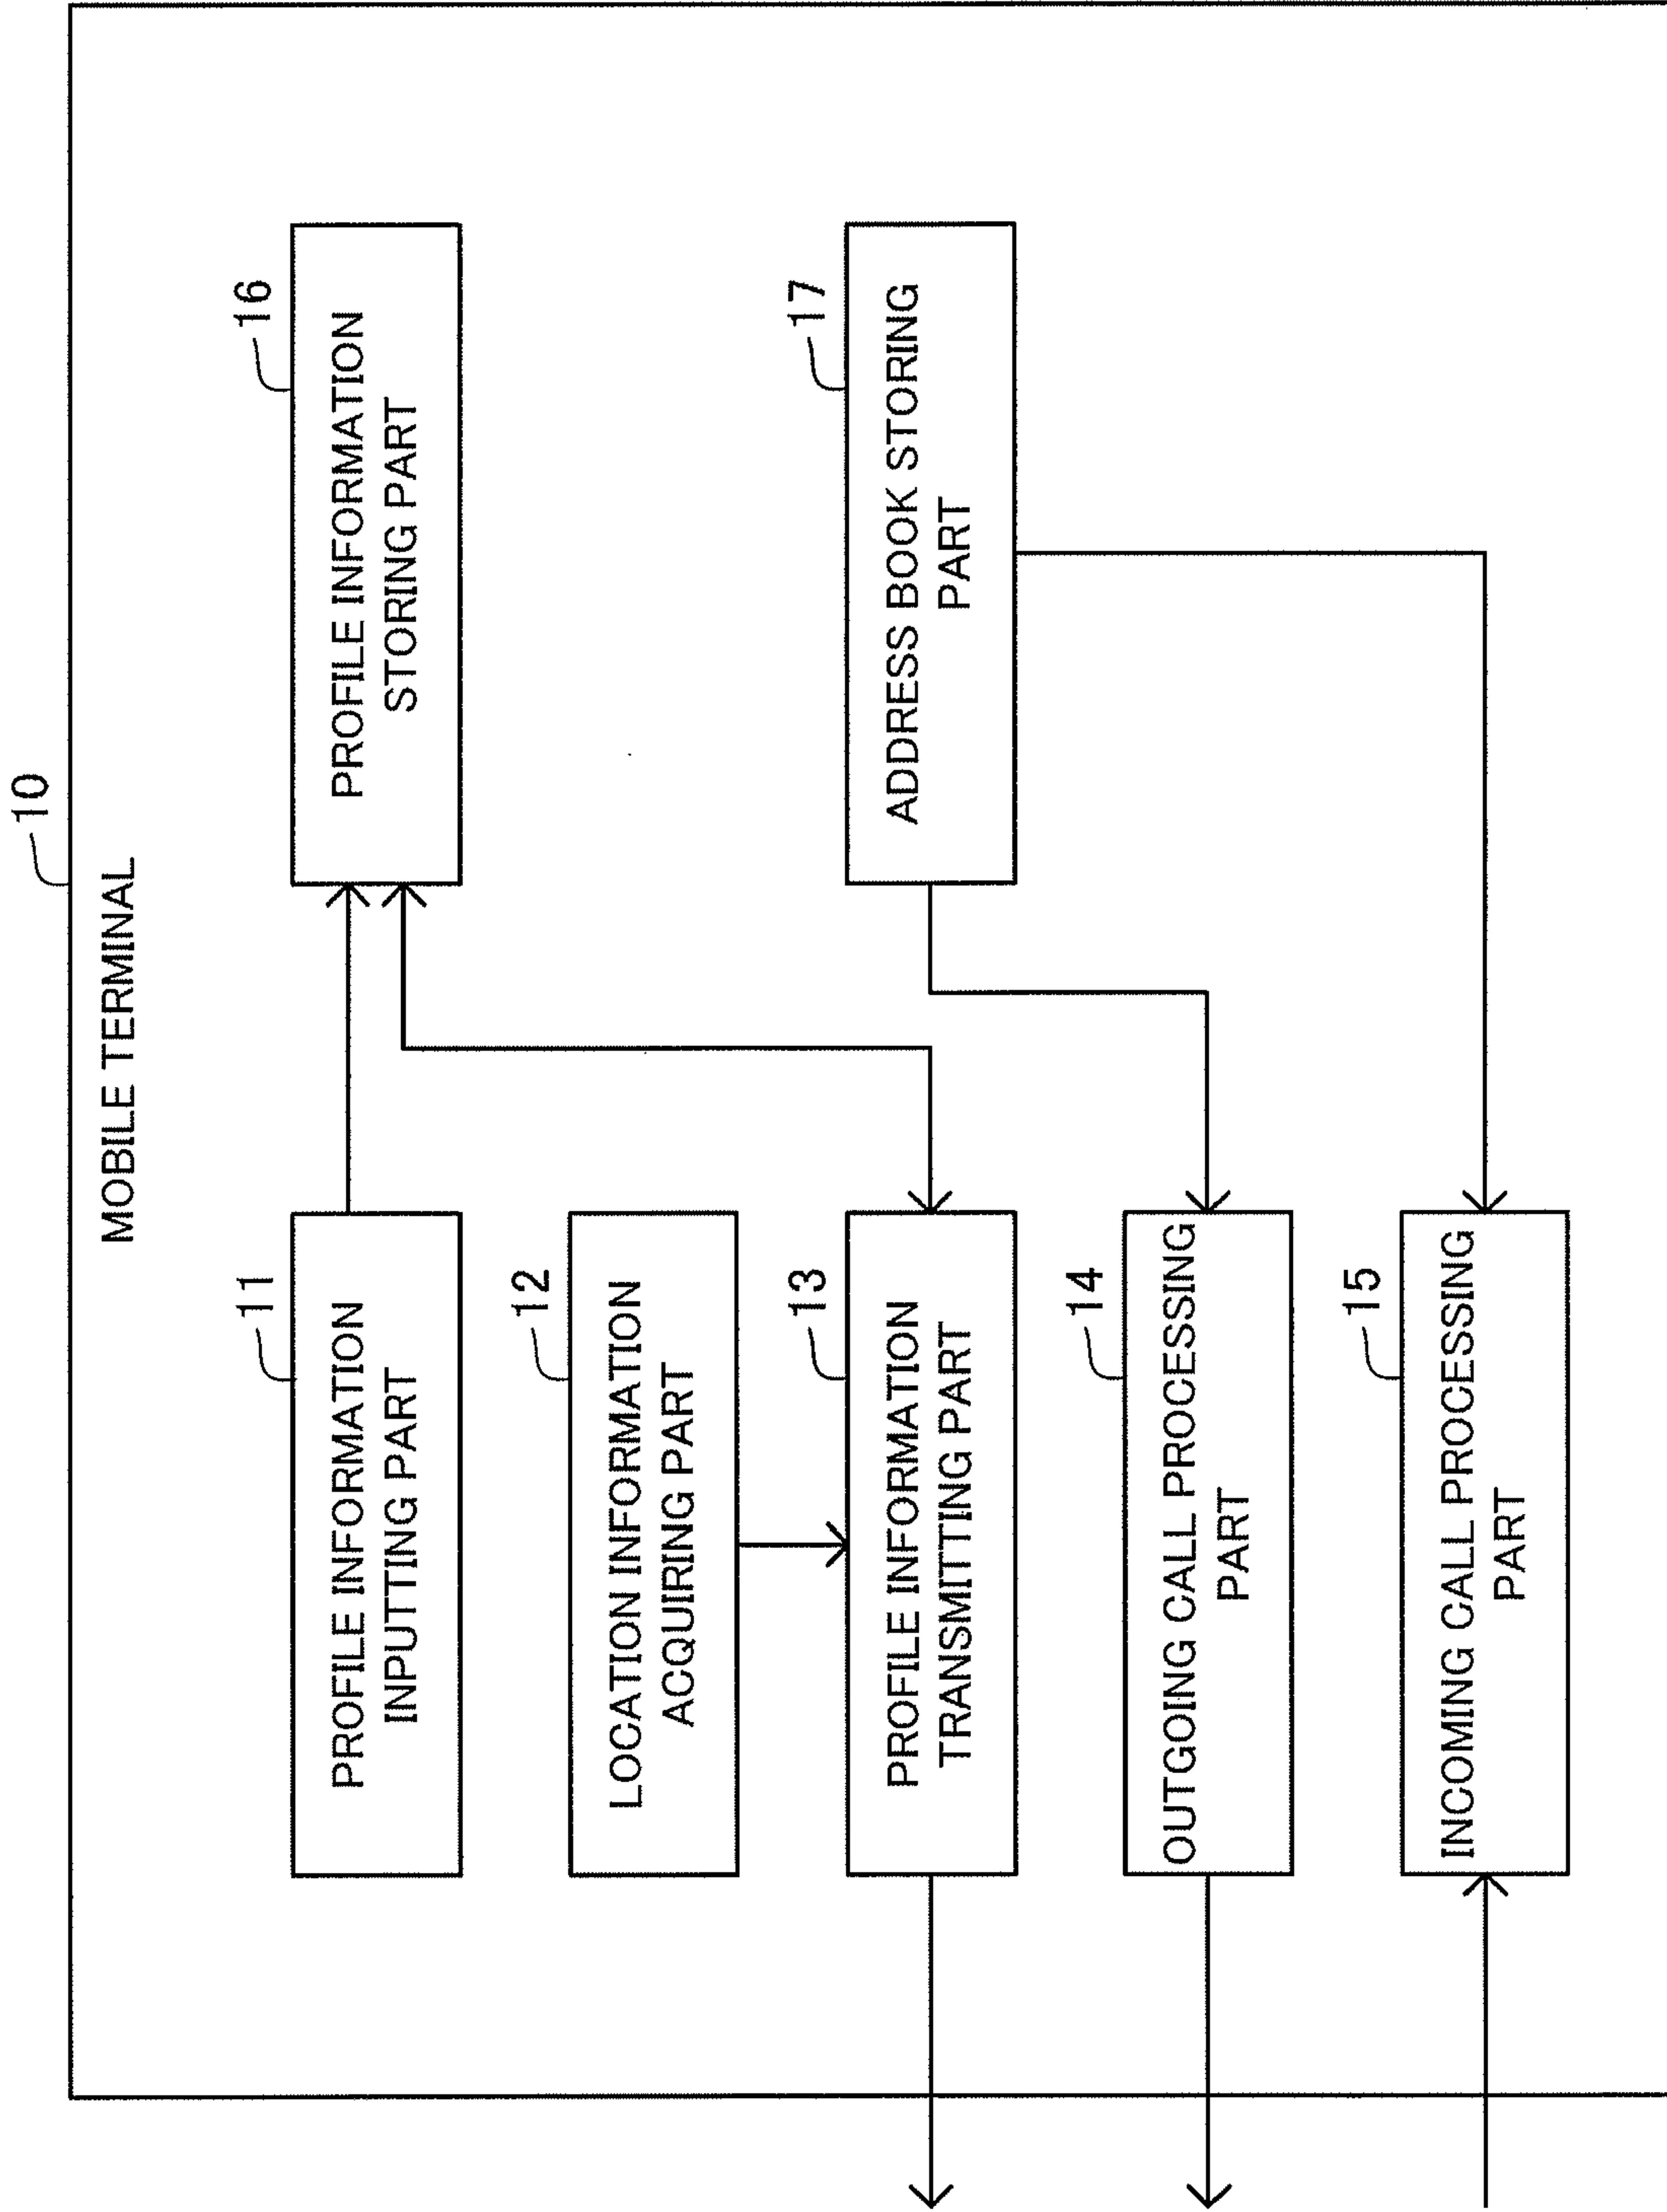 10
MOBILE TERMINAL
11
PROFILE INFORMATION
INPUTTING PART
16
PROFILE INFORMATION
STORING PART
12
LOCATION INFORMATION
ACQUIRING PART
13
PROFILE INFORMATION
TRANSMITTING PART
17
ADDRESS BOOK STORING
PART
14
OUTGOING CALL PROCESSING
PART
15
INCOMING CALL PROCESSING
PART